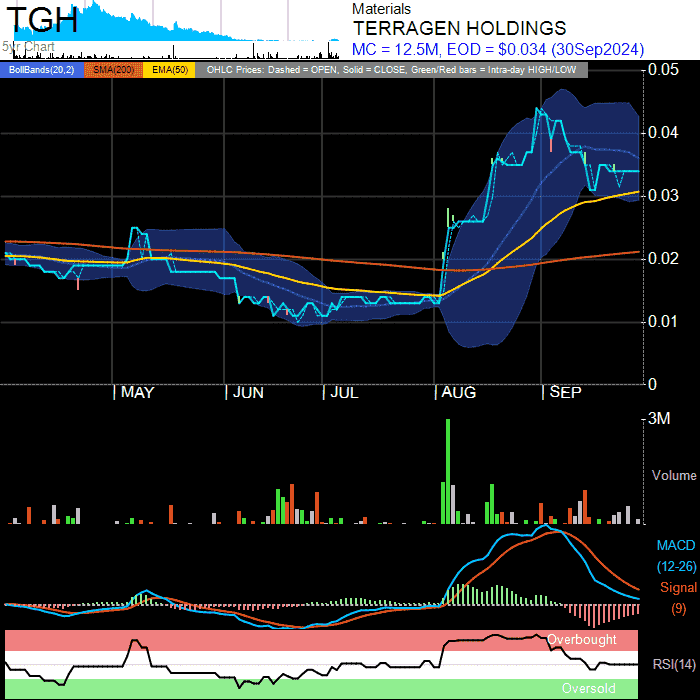 TGH
5yr Chart
Materials
TERRAGEN HOLDINGS
MC = 12.5M, EOD = $0.034 (30Sep2024)
BollBands(20,2) SMA(200) EMA(50) OHLC Prices: Dashed = OPEN, Solid = CLOSE, Green/Red bars = Intra-day HIGH/LOW
0.05
0.04
0.03
0.02
0.01
0
MAY JUN JUL AUG SEP
3M
Volume
MACD
(12-26)
Signal
(9)
Overbought
RSI(14)
Oversold